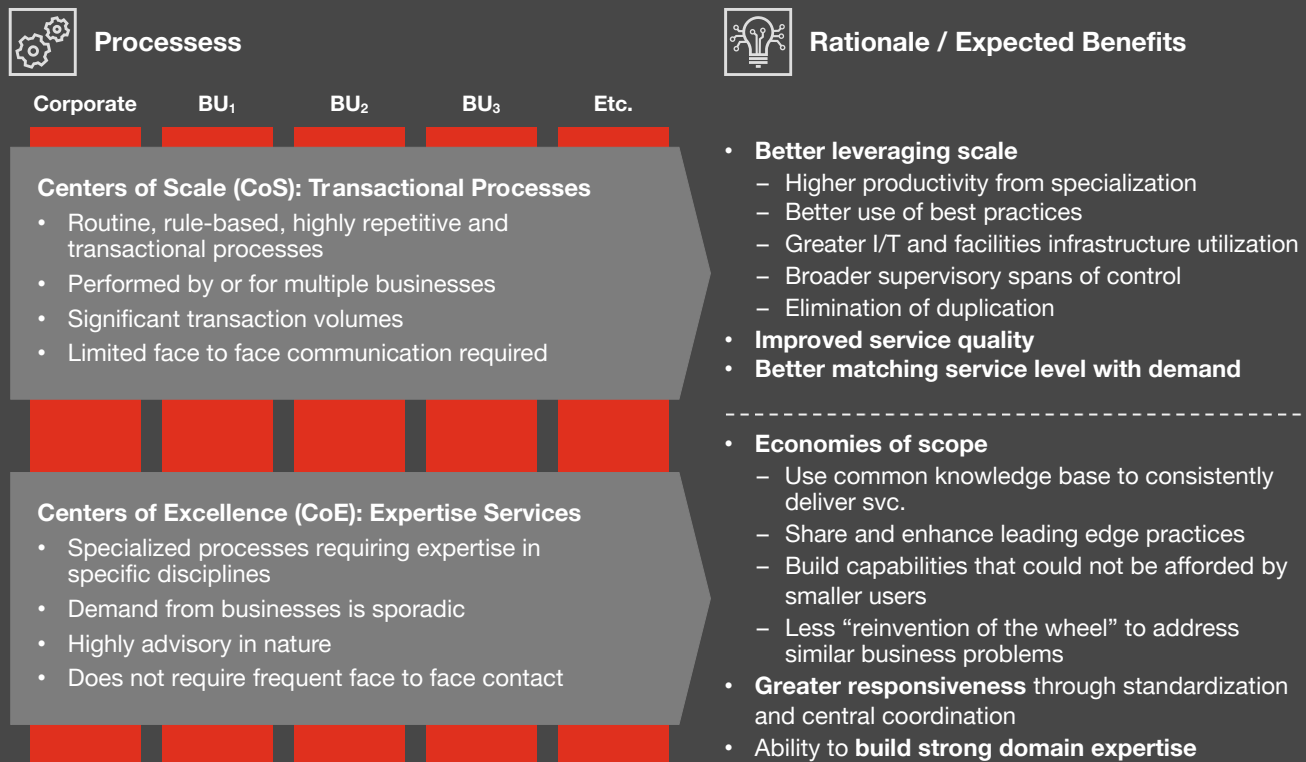 Processess
Corporate BU₁ BU₂ BU₃ Etc.
Centers of Scale (CoS): Transactional Processes
• Routine, rule-based, highly repetitive and
transactional processes
• Performed by or for multiple businesses
• Significant transaction volumes
• Limited face to face communication required
Centers of Excellence (CoE): Expertise Services
• Specialized processes requiring expertise in
specific disciplines
• Demand from businesses is sporadic
• Highly advisory in nature
• Does not require frequent face to face contact
Rationale / Expected Benefits
• Better leveraging scale
– Higher productivity from specialization
– Better use of best practices
– Greater I/T and facilities infrastructure utilization
– Broader supervisory spans of control
– Elimination of duplication
• Improved service quality
• Better matching service level with demand
• Economies of scope
– Use common knowledge base to consistently
deliver svc.
– Share and enhance leading edge practices
– Build capabilities that could not be afforded by
smaller users
– Less “reinvention of the wheel” to address
similar business problems
• Greater responsiveness through standardization
and central coordination
• Ability to build strong domain expertise